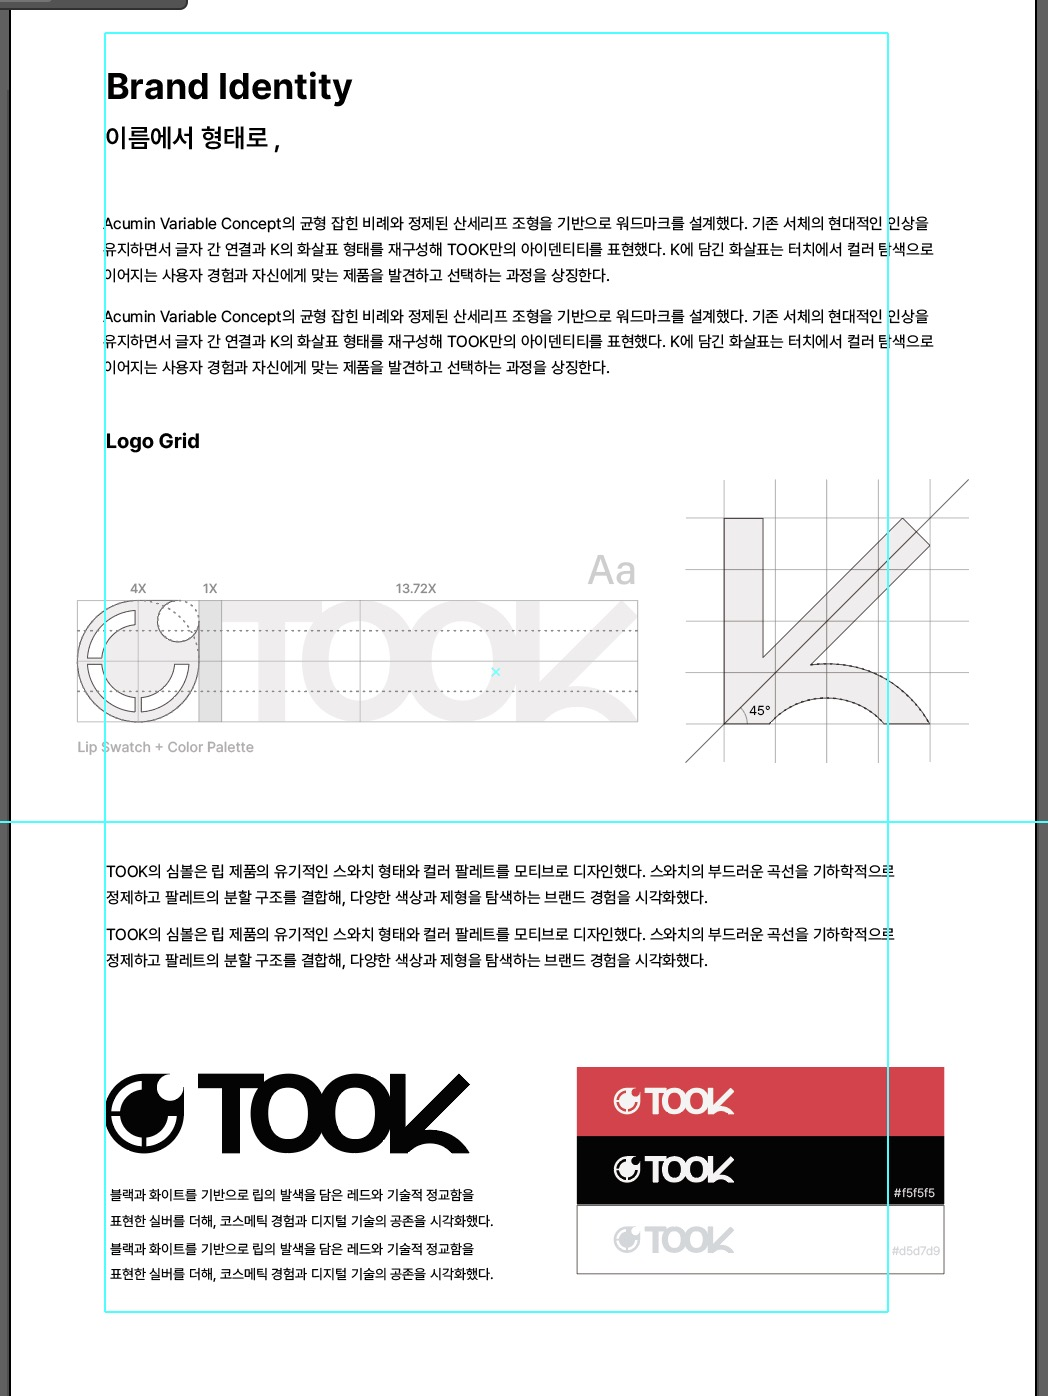 Brand Identity
이름에서 형태로 ,
Acumin Variable Concept의 균형 잡힌 비례와 정제된 산세리프 조형을 기반으로 워드마크를 설계했다. 기존 서체의 현대적인 인상을
유지하면서 글자 간 연결과 K의 화살표 형태를 재구성해 TOOK만의 아이덴티티를 표현했다. K에 담긴 화살표는 터치에서 컬러 탐색으로
이어지는 사용자 경험과 자신에게 맞는 제품을 발견하고 선택하는 과정을 상징한다.
Acumin Variable Concept의 균형 잡힌 비례와 정제된 산세리프 조형을 기반으로 워드마크를 설계했다. 기존 서체의 현대적인 인상을
유지하면서 글자 간 연결과 K의 화살표 형태를 재구성해 TOOK만의 아이덴티티를 표현했다. K에 담긴 화살표는 터치에서 컬러 탐색으로
이어지는 사용자 경험과 자신에게 맞는 제품을 발견하고 선택하는 과정을 상징한다.
Logo Grid
Aa
4X 1X 13.72X
TOOK
45°
Lip Swatch + Color Palette
TOOK의 심볼은 립 제품의 유기적인 스와치 형태와 컬러 팔레트를 모티브로 디자인했다. 스와치의 부드러운 곡선을 기하학적으로
정제하고 팔레트의 분할 구조를 결합해, 다양한 색상과 제형을 탐색하는 브랜드 경험을 시각화했다.
TOOK의 심볼은 립 제품의 유기적인 스와치 형태와 컬러 팔레트를 모티브로 디자인했다. 스와치의 부드러운 곡선을 기하학적으로
정제하고 팔레트의 분할 구조를 결합해, 다양한 색상과 제형을 탐색하는 브랜드 경험을 시각화했다.
TOOK
블랙과 화이트를 기반으로 립의 발색을 담은 레드와 기술적 정교함을
표현한 실버를 더해, 코스메틱 경험과 디지털 기술의 공존을 시각화했다.
블랙과 화이트를 기반으로 립의 발색을 담은 레드와 기술적 정교함을
표현한 실버를 더해, 코스메틱 경험과 디지털 기술의 공존을 시각화했다.
TOOK
TOOK
#f5f5f5
TOOK
#d5d7d9